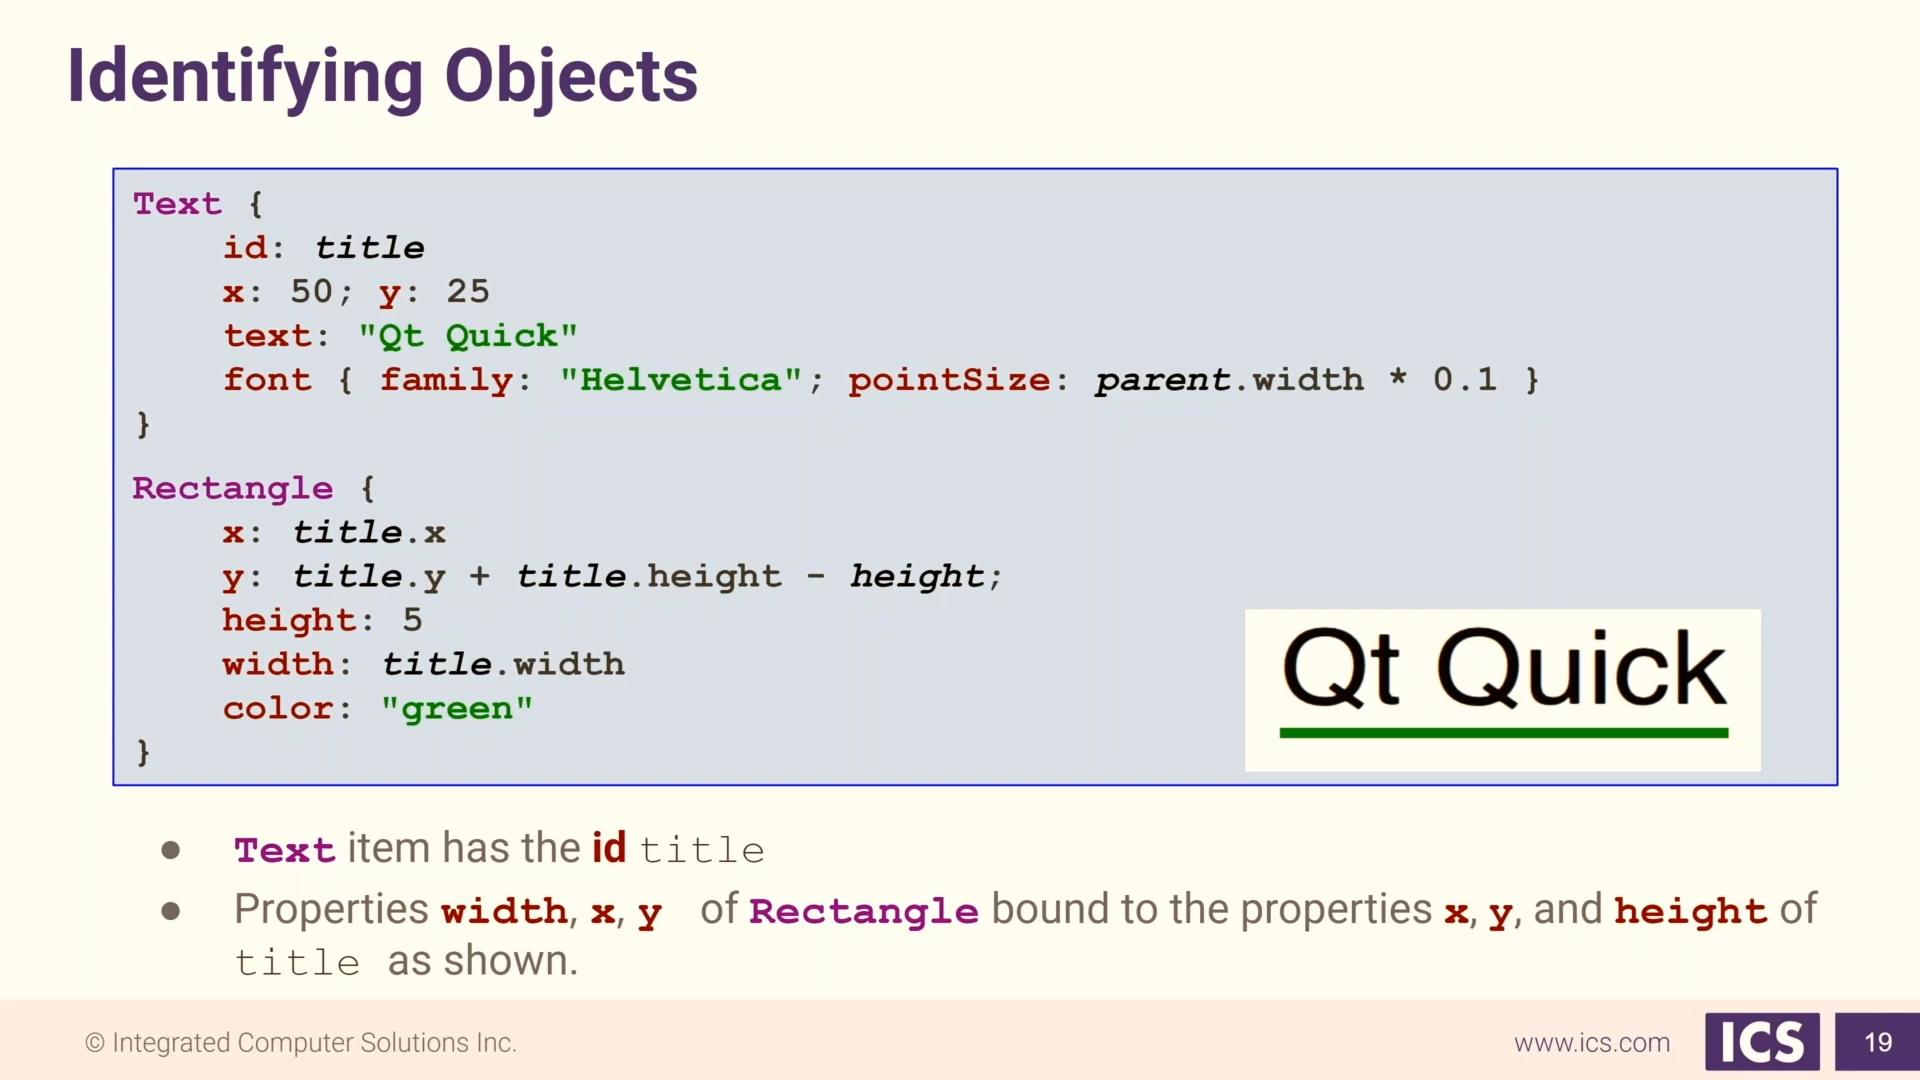 Identifying Objects
Text {
id: title
x: 50; y: 25
text: "Qt Quick"
font { family: "Helvetica"; pointSize: parent.width * 0.1 }
}
Rectangle {
x: title.x
y: title.y + title.height - height;
height: 5
width: title.width
color: "green"
}
Qt Quick
● Text item has the id title
● Properties width, x, y of Rectangle bound to the properties x, y, and height of
title as shown.
© Integrated Computer Solutions Inc.
www.ics.com
ICS
19